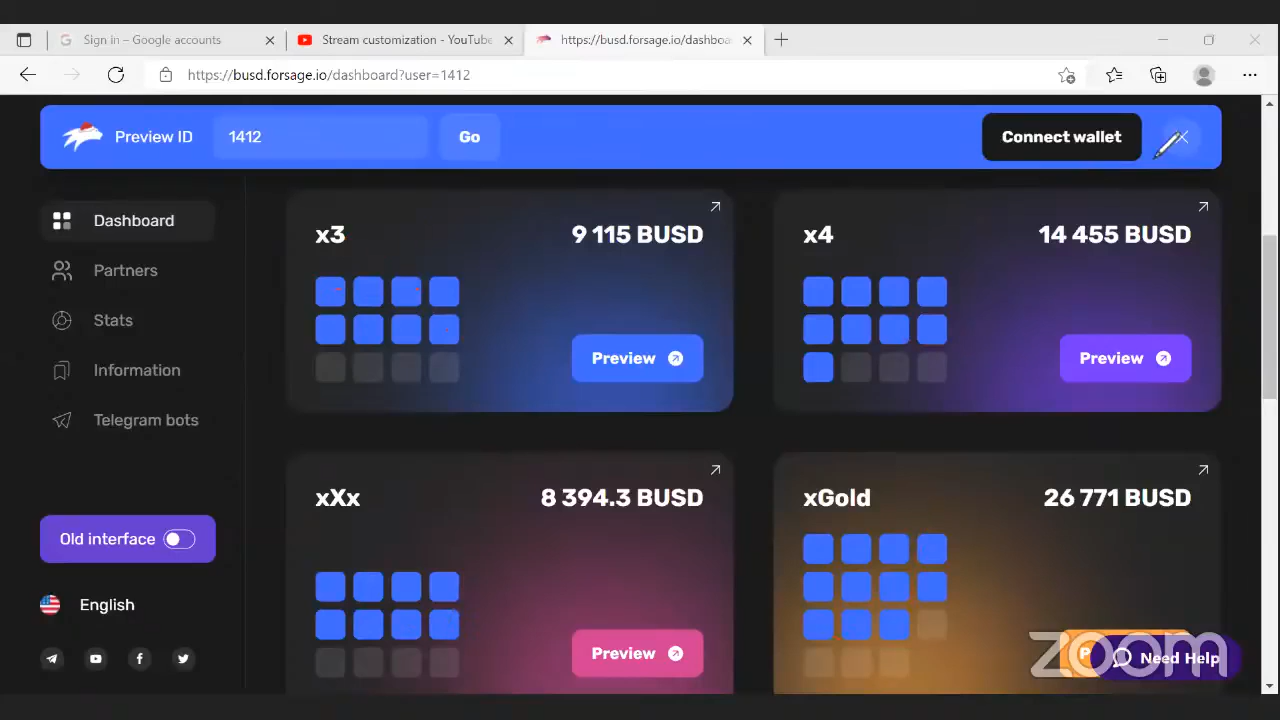 Sign in – Google accounts
Stream customization - YouTube
https://busd.forsage.io/dashboa
https://busd.forsage.io/dashboard?user=1412
Preview ID
1412
Go
Connect wallet
Dashboard
Partners
Stats
Information
Telegram bots
Old interface
English
x3
9 115 BUSD
Preview
x4
14 455 BUSD
Preview
xXx
8 394.3 BUSD
Preview
xGold
26 771 BUSD
zoom
Need Help